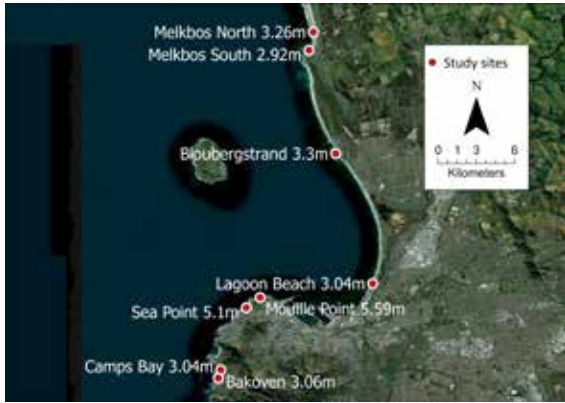 Melkbos North 3.26m
Melkbos South 2.92m
Study sites
N
Bloubergstrand 3.3m
0 1 3 6
Kilometers
Lagoon Beach 3.04m
Mouille Point 5.59m
Sea Point 5.1m
Camps Bay 3.04m
Bakoven 3.06m